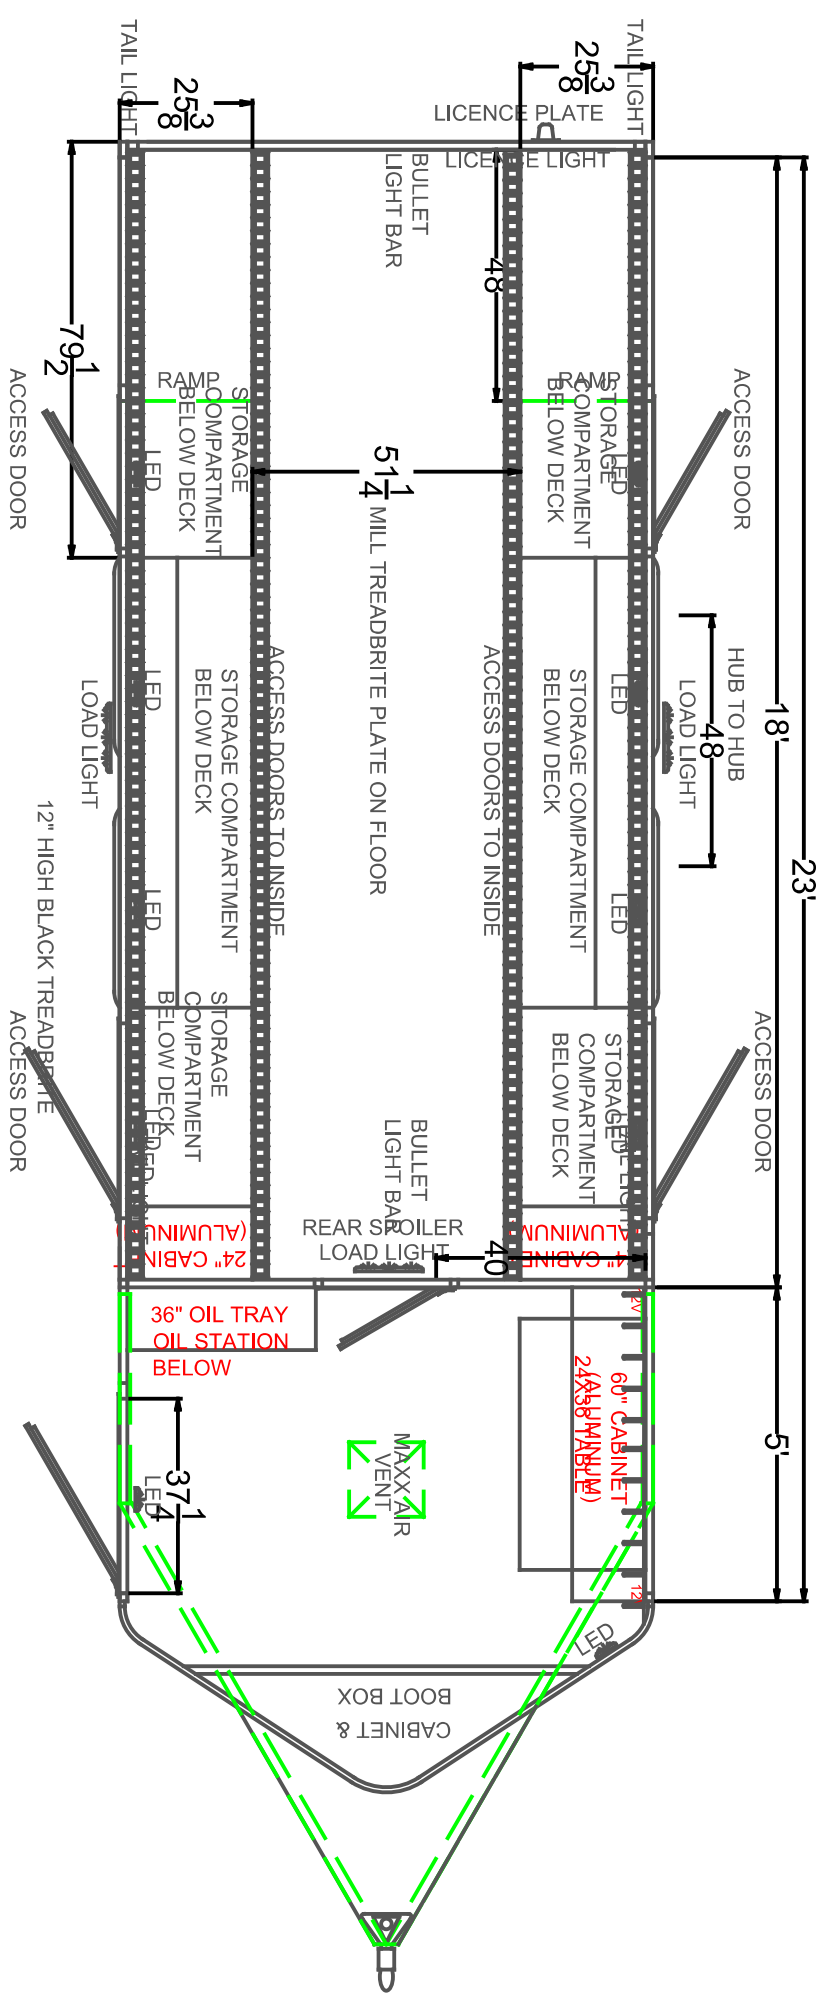 TAIL LIGHT
TAIL LIGHT
25 3/8
25 3/8
LICENCE PLATE
LICENCE LIGHT
BULLET
LIGHT BAR
48
79 1/2
RAMP
RAMP
ACCESS DOOR
ACCESS DOOR
STORAGE
COMPARTMENT
BELOW DECK
STORAGE
COMPARTMENT
BELOW DECK
LED
LED
51 1/4
MILL TREADBRITE PLATE ON FLOOR
ACCESS DOORS TO INSIDE
ACCESS DOORS TO INSIDE
STORAGE COMPARTMENT
BELOW DECK
STORAGE COMPARTMENT
BELOW DECK
LED
LED
LOAD LIGHT
LOAD LIGHT
HUB TO HUB
48
18'
23'
LED
LED
12" HIGH BLACK TREADBRITE
ACCESS DOOR
ACCESS DOOR
STORAGE
COMPARTMENT
BELOW DECK
STORAGE
COMPARTMENT
BELOW DECK
LED
BULLET
LIGHT BAR
REAR SPOILER
LOAD LIGHT
40
24" CABINET
(ALUMINUM)
36" OIL TRAY
OIL STATION
BELOW
60" CABINET
(ALUMINUM)
24X36 TABLE
5'
MAXX AIR
VENT
37 1/4
LED
LED
CABINET &
BOOT BOX